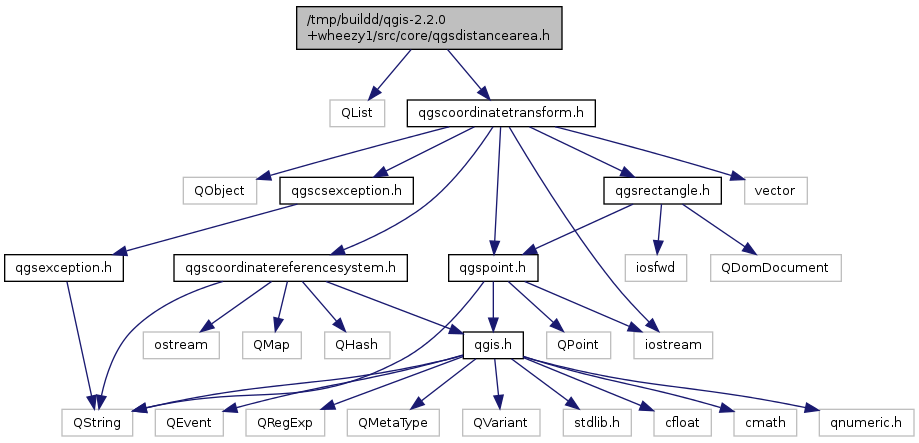 /tmp/buildd/qgis-2.2.0
+wheezy1/src/core/qgsdistancearea.h
QList
qgscoordinatetransform.h
QObject
qgscsexception.h
qgsrectangle.h
vector
qgsexception.h
qgscoordinatereferencesystem.h
qgspoint.h
iosfwd
QDomDocument
ostream
QMap
QHash
qgis.h
QPoint
iostream
QString
QEvent
QRegExp
QMetaType
QVariant
stdlib.h
cfloat
cmath
qnumeric.h